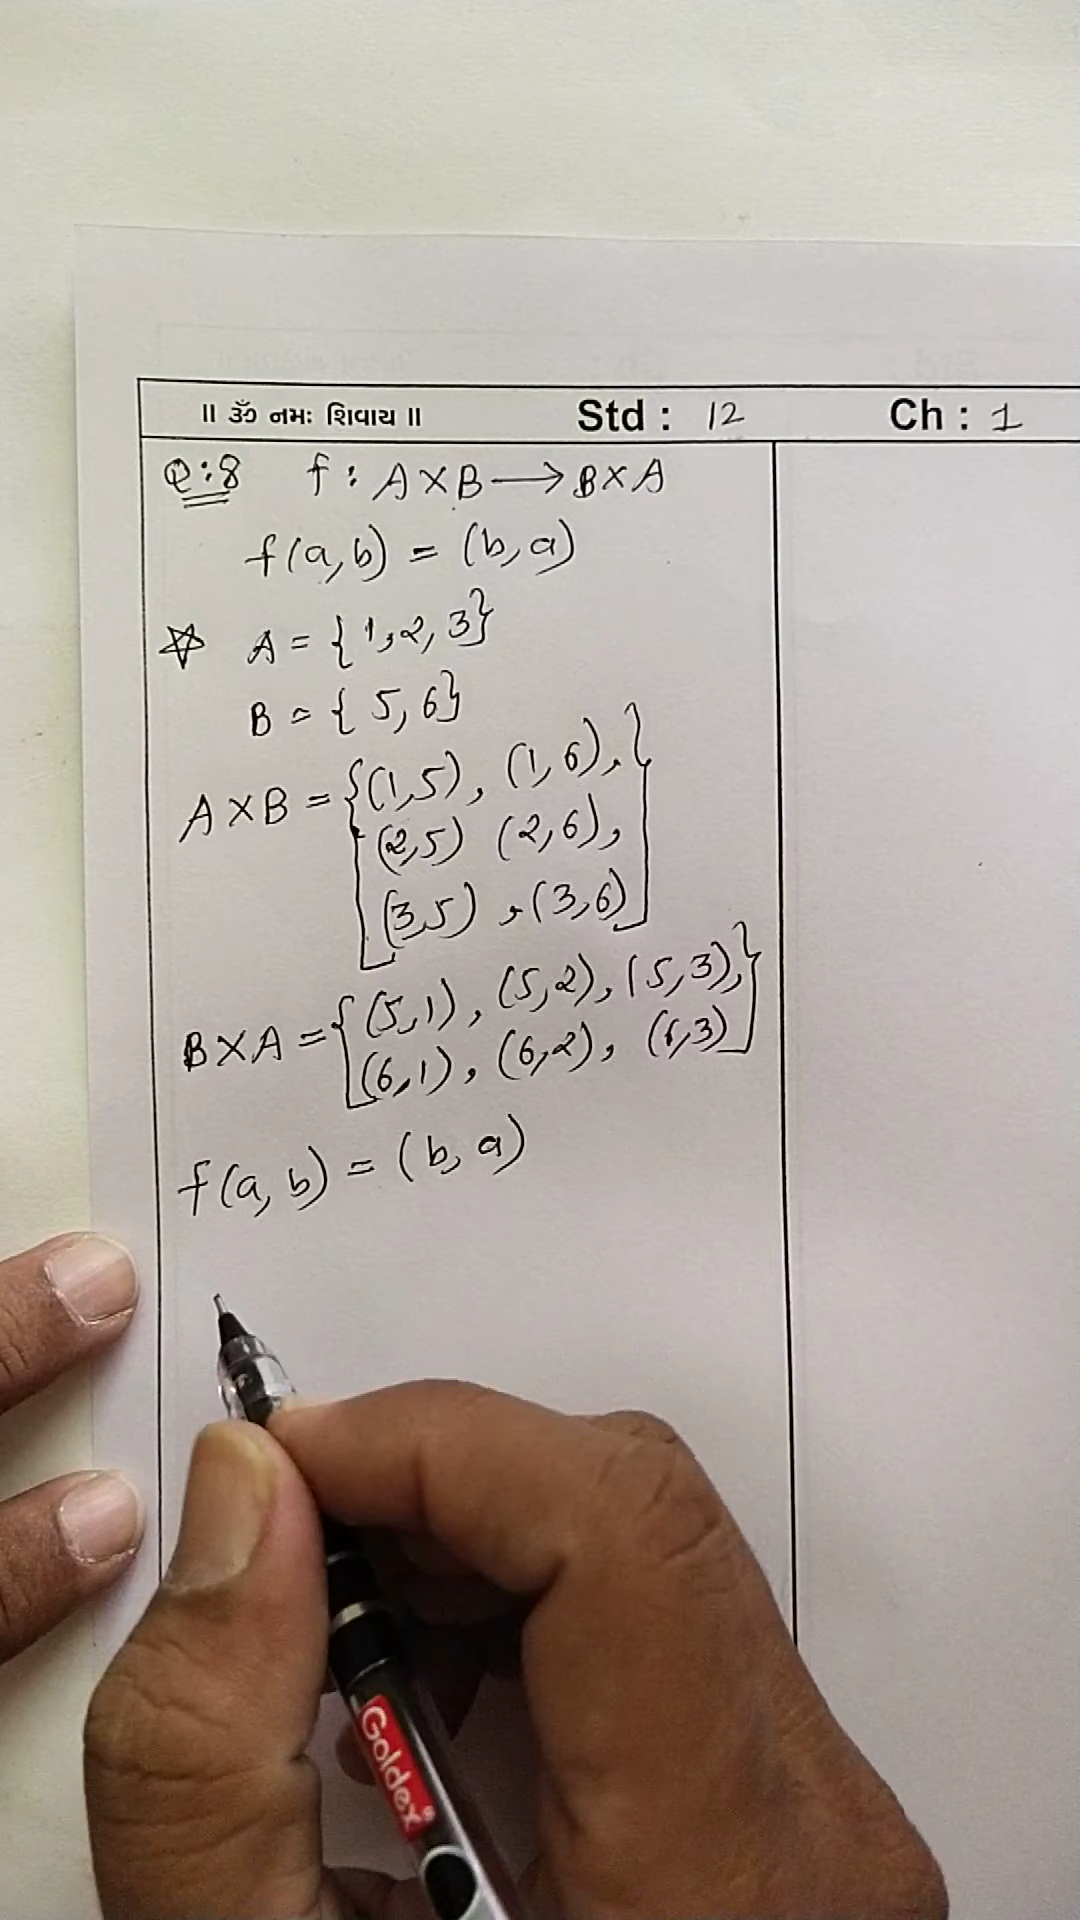 ॥ ૐ નમઃ શિવાય ॥ Std : 12 Ch : 1
Q:8 f : A×B ⟶ B×A
f(a, b) = (b, a)
☆ A = {1, 2, 3}
B = {5, 6}
A×B = {(1,5), (1,6),
(2,5) (2,6),
(3,5), (3,6)}
B×A = {(5,1), (5,2), (5,3),
(6,1), (6,2), (6,3)}
f(a, b) = (b, a)
Goldex®